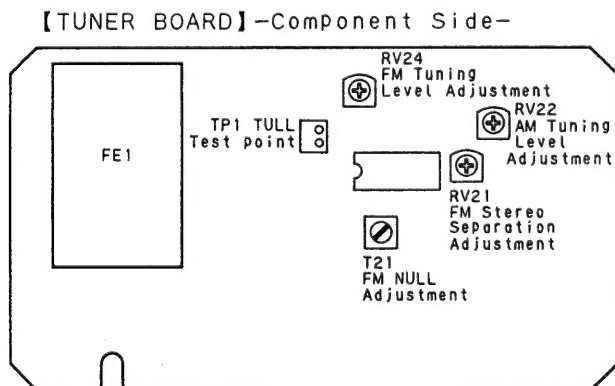 【TUNER BOARD】-Component Side-
RV24
FM Tuning
Level Adjustment
RV22
AM Tuning
Level
Adjustment
TP1 TULL
Test point
FE1
RV21
FM Stereo
Separation
Adjustment
T21
FM NULL
Adjustment